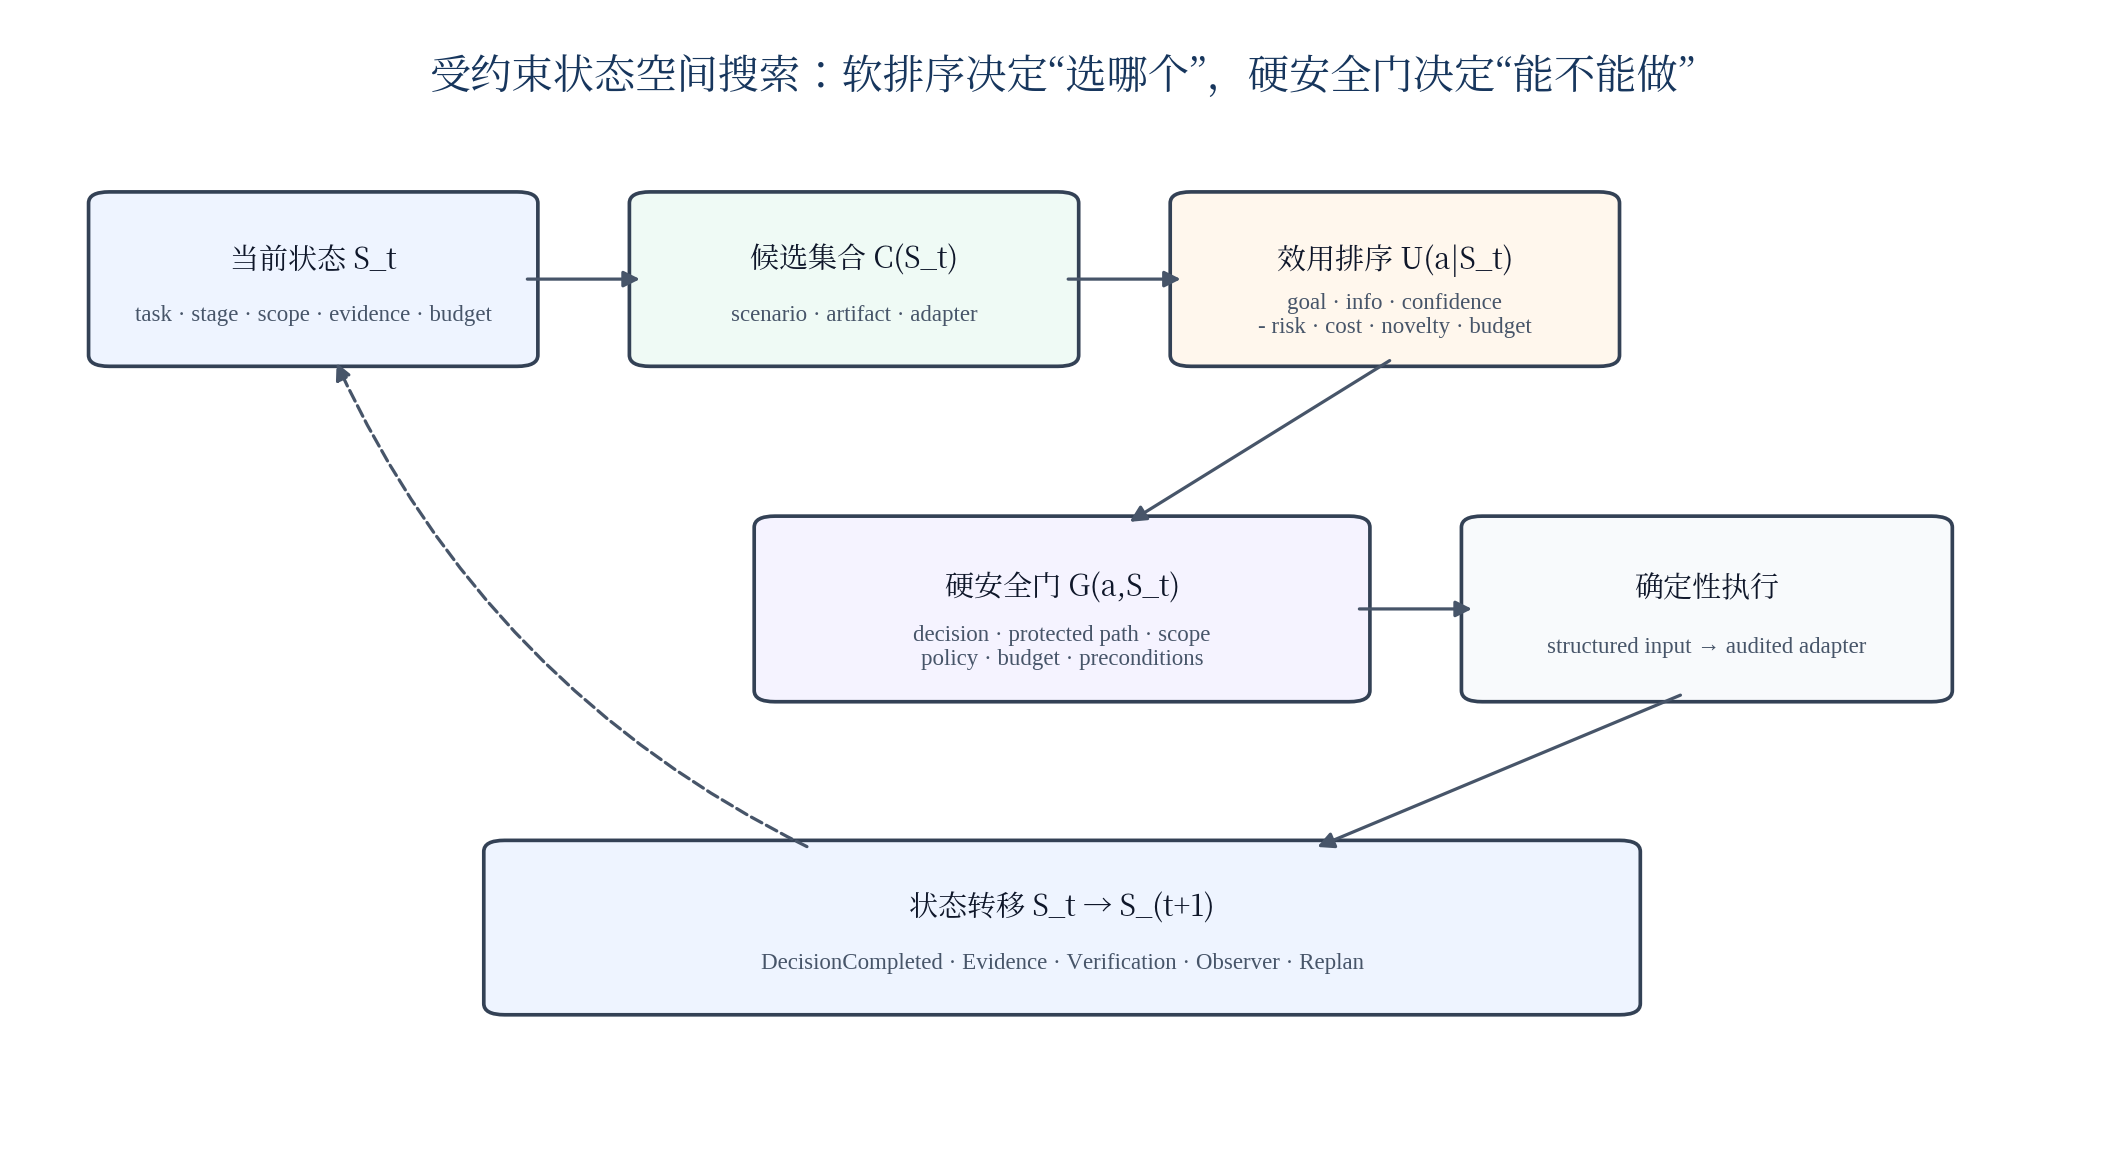 受约束状态空间搜索：软排序决定“选哪个”，硬安全门决定“能不能做”
当前状态 S_t
task · stage · scope · evidence · budget
候选集合 C(S_t)
scenario · artifact · adapter
效用排序 U(a|S_t)
goal · info · confidence
- risk · cost · novelty · budget
硬安全门 G(a,S_t)
decision · protected path · scope
policy · budget · preconditions
确定性执行
structured input → audited adapter
状态转移 S_t → S_(t+1)
DecisionCompleted · Evidence · Verification · Observer · Replan